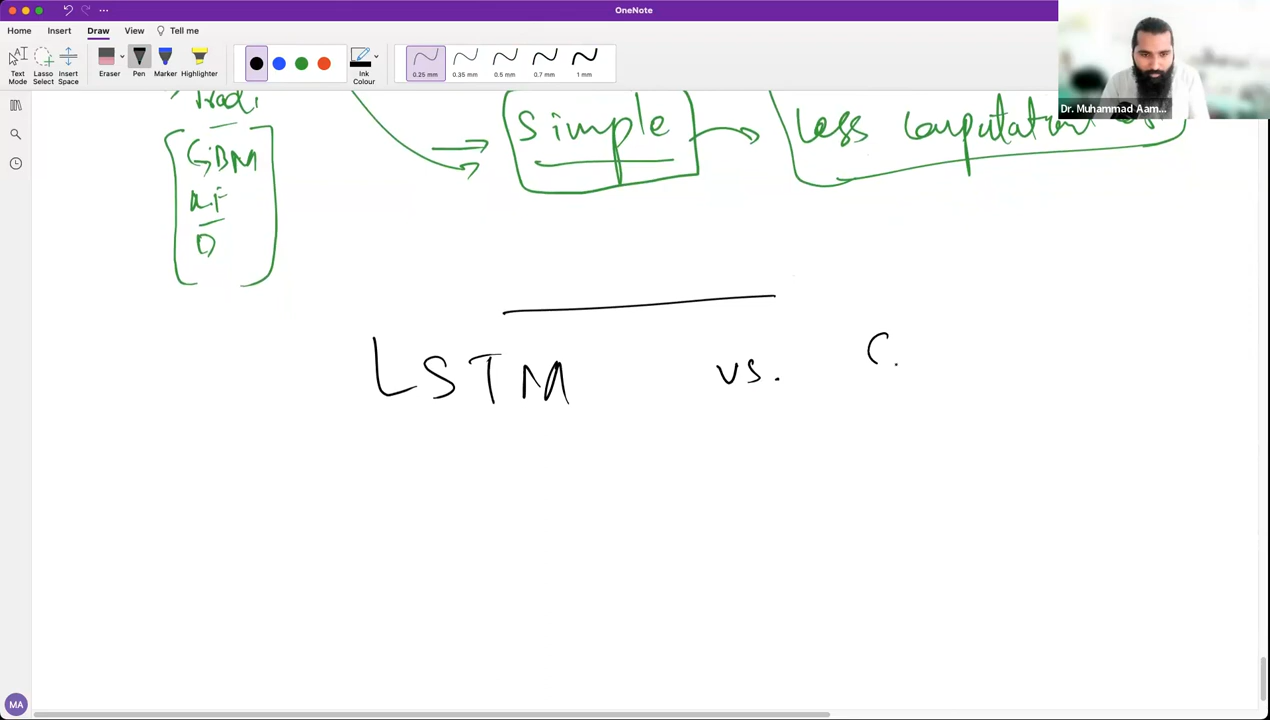 OneNote
Home Insert Draw View Tell me
Text Mode Lasso Select Insert Space Eraser Pen Marker Highlighter Ink Colour 0.25 mm 0.35 mm 0.5 mm 0.7 mm 1 mm
Dr. Muhammad Aam...
Simple Less
GBM
D
LSTM vs.
MA